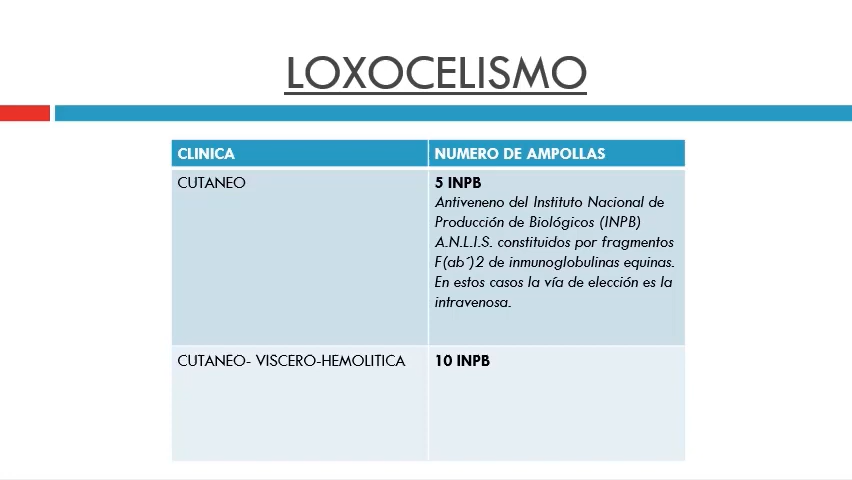 LOXOCELISMO
CLINICA
NUMERO DE AMPOLLAS
CUTANEO
5 INPB
Antiveneno del Instituto Nacional de
Producción de Biológicos (INPB)
A.N.L.I.S. constituidos por fragmentos
F(ab´)2 de inmunoglobulinas equinas.
En estos casos la vía de elección es la
intravenosa.
CUTANEO- VISCERO-HEMOLITICA
10 INPB